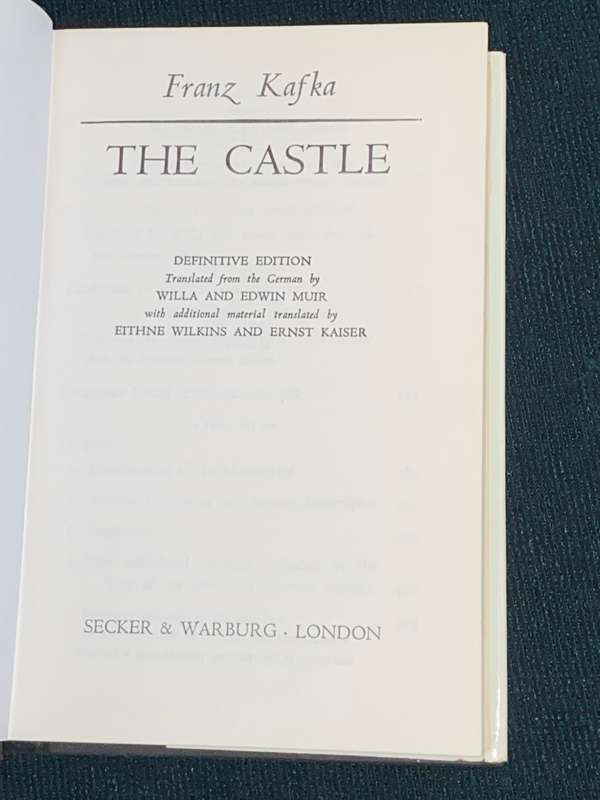 Franz Kafka
THE CASTLE
DEFINITIVE EDITION
Translated from the German by
WILLA AND EDWIN MUIR
with additional material translated by
EITHNE WILKINS AND ERNST KAISER
SECKER & WARBURG · LONDON